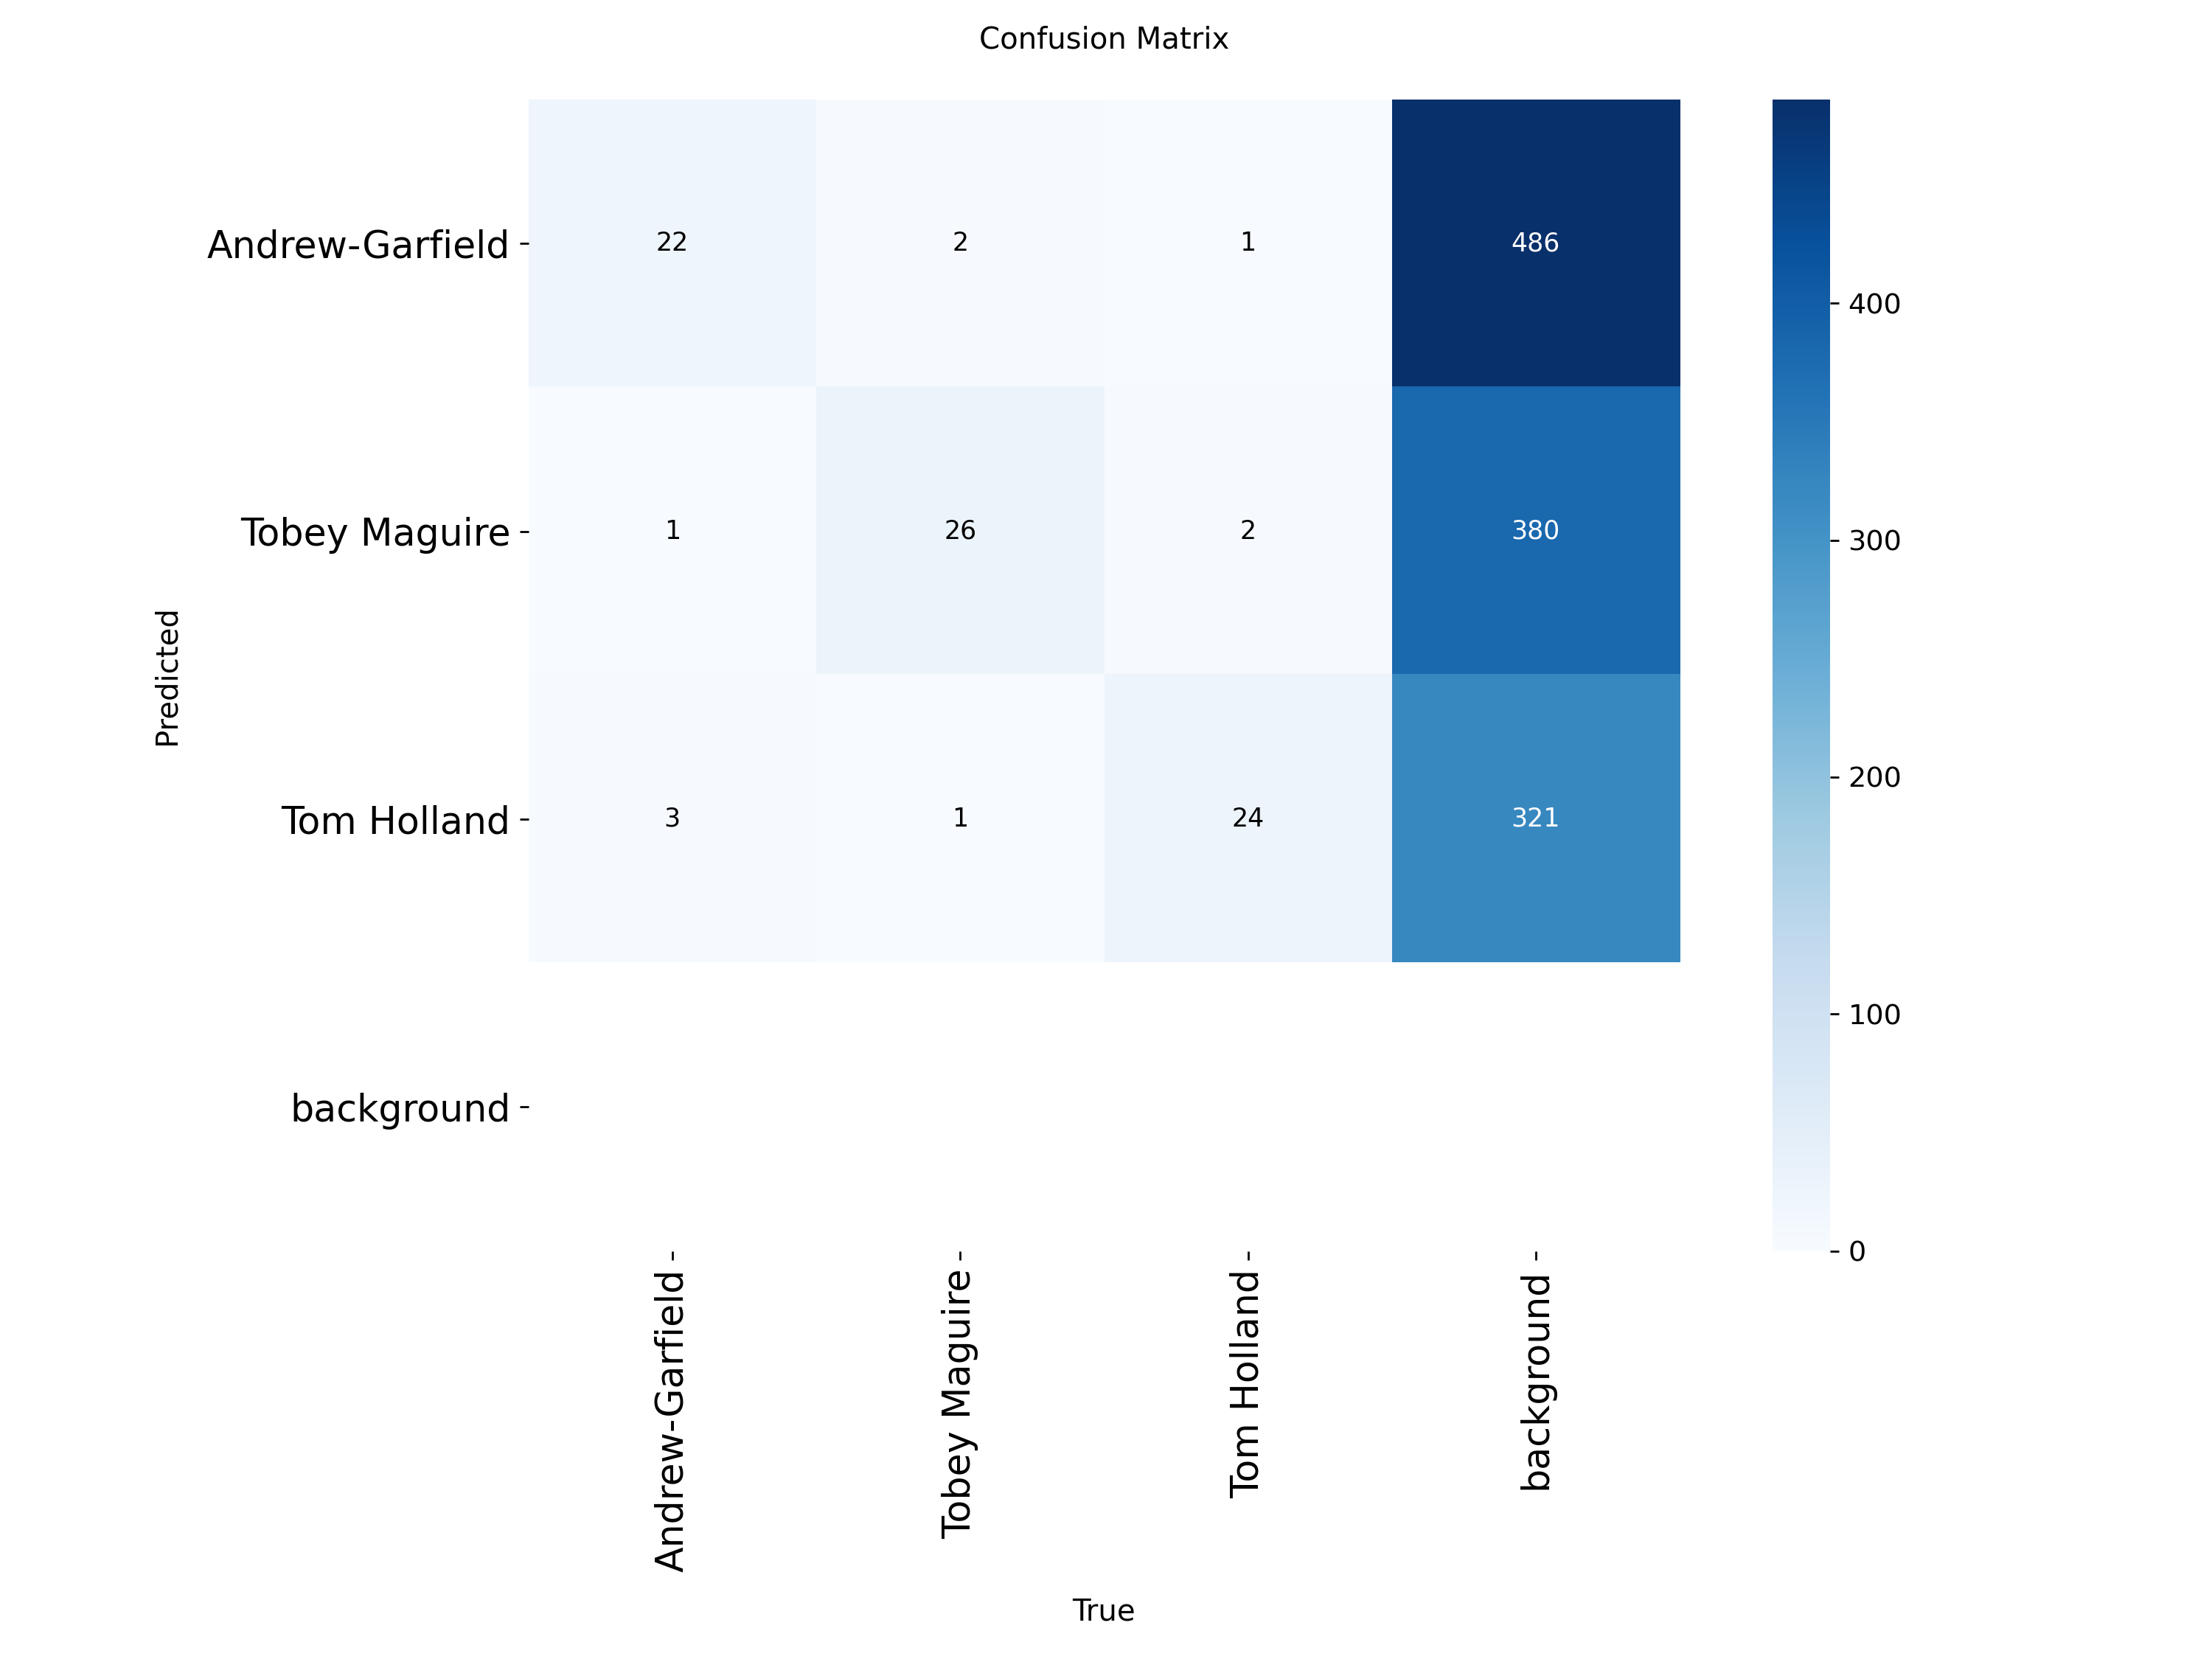 Confusion Matrix
Andrew-Garfield
22 2 1 486
400
Tobey Maguire
1 26 2 380
300
Predicted
200
Tom Holland
3 1 24 321
100
background
0
Andrew-Garfield
Tobey Maguire
Tom Holland
background
True